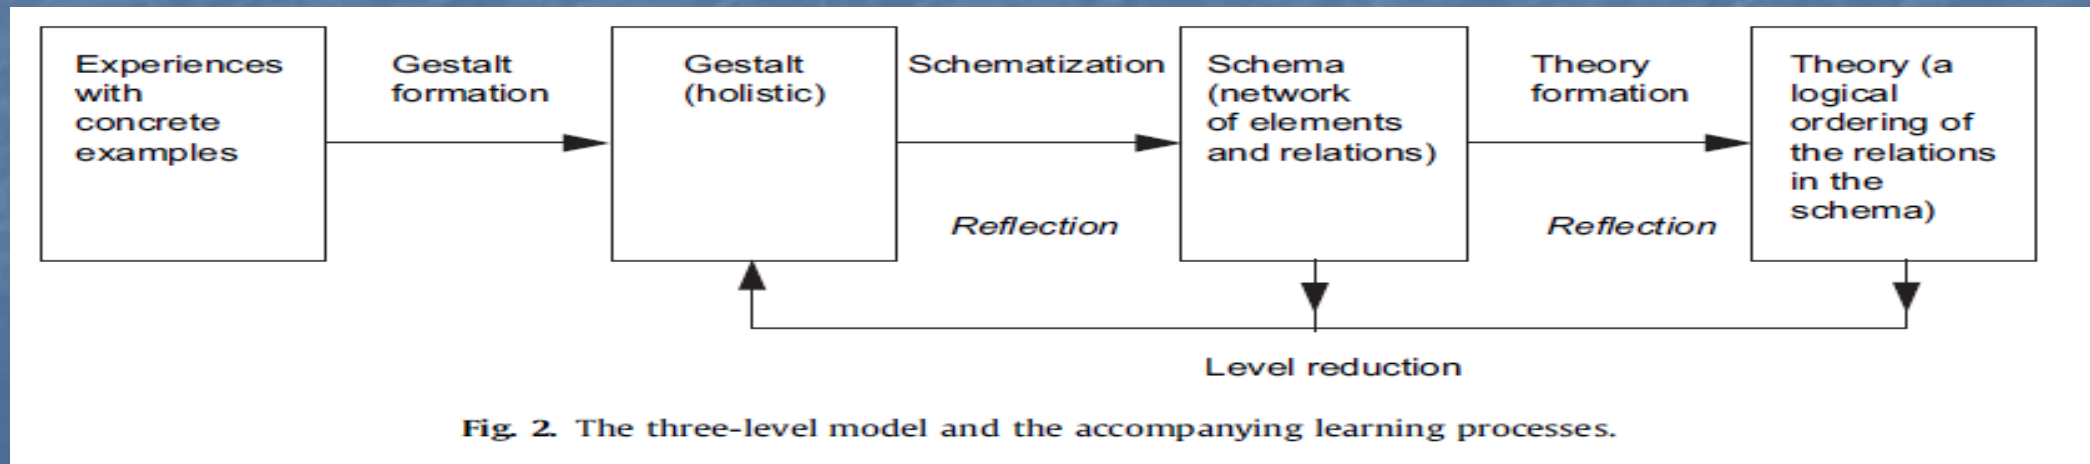 Experiences
with
concrete
examples
Gestalt
formation
Gestalt
(holistic)
Schematization
Reflection
Schema
(network
of elements
and relations)
Theory
formation
Reflection
Theory (a
logical
ordering of
the relations
in the
schema)
Level reduction
Fig. 2. The three-level model and the accompanying learning processes.